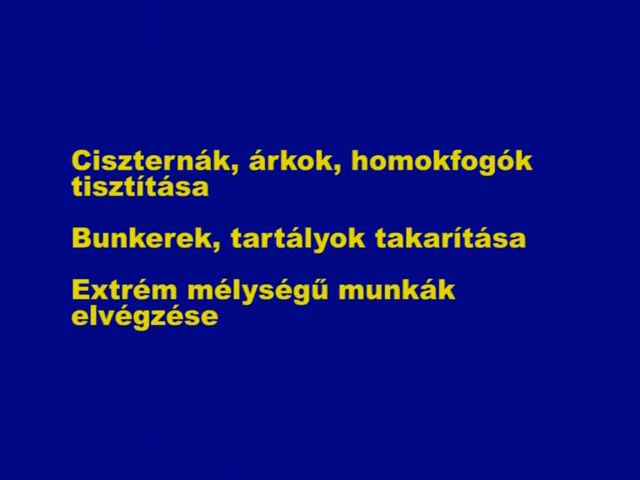 Ciszternák, árkok, homokfogók
tisztítása
Bunkerek, tartályok takarítása
Extrém mélységű munkák
elvégzése